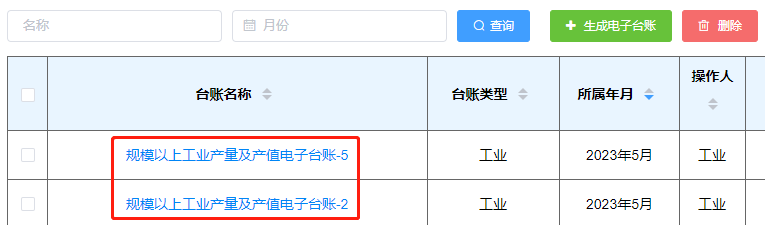 名称 月份 查询 生成电子台账 删除
台账名称 台账类型 所属年月 操作人
规模以上工业产量及产值电子台账-5 工业 2023年5月 工业
规模以上工业产量及产值电子台账-2 工业 2023年5月 工业